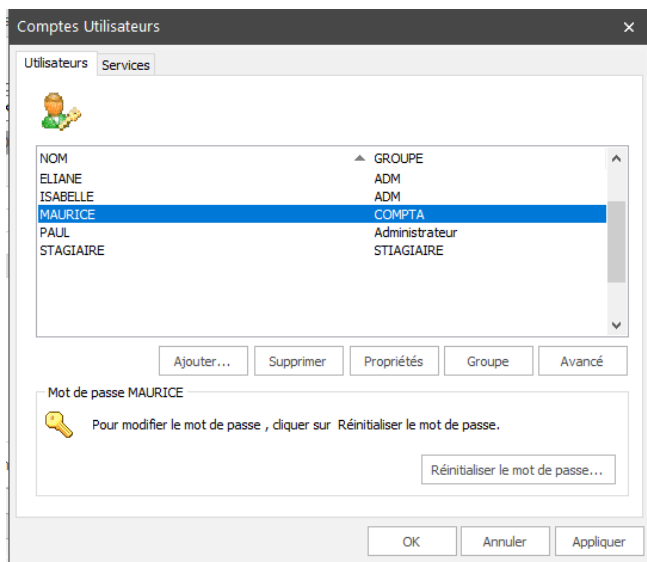 Comptes Utilisateurs
Utilisateurs Services
NOM GROUPE
ELIANE ADM
ISABELLE ADM
MAURICE COMPTA
PAUL Administrateur
STAGIAIRE STIAGIAIRE
Ajouter... Supprimer Propriétés Groupe Avancé
Mot de passe MAURICE
Pour modifier le mot de passe , cliquer sur Réinitialiser le mot de passe.
Réinitialiser le mot de passe...
OK Annuler Appliquer